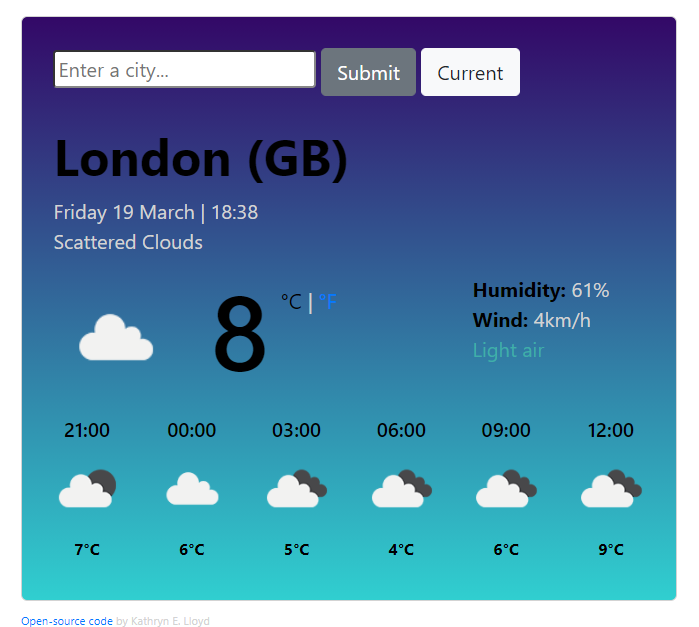 Enter a city... Submit Current
London (GB)
Friday 19 March | 18:38
Scattered Clouds
8 °C | °F
Humidity: 61%
Wind: 4km/h
Light air
21:00 00:00 03:00 06:00 09:00 12:00
7°C 6°C 5°C 4°C 6°C 9°C
Open-source code by Kathryn E. Lloyd